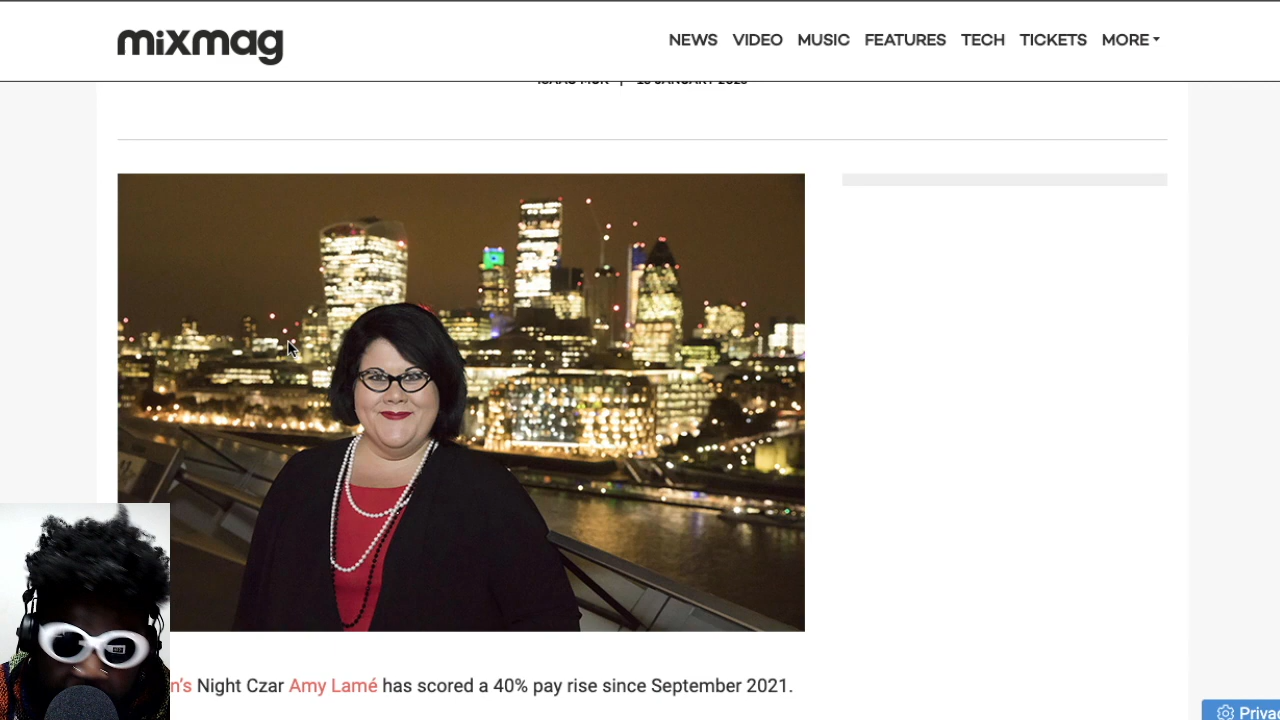 mixmag
NEWS VIDEO MUSIC FEATURES TECH TICKETS MORE
n's Night Czar Amy Lamé has scored a 40% pay rise since September 2021.
Privac